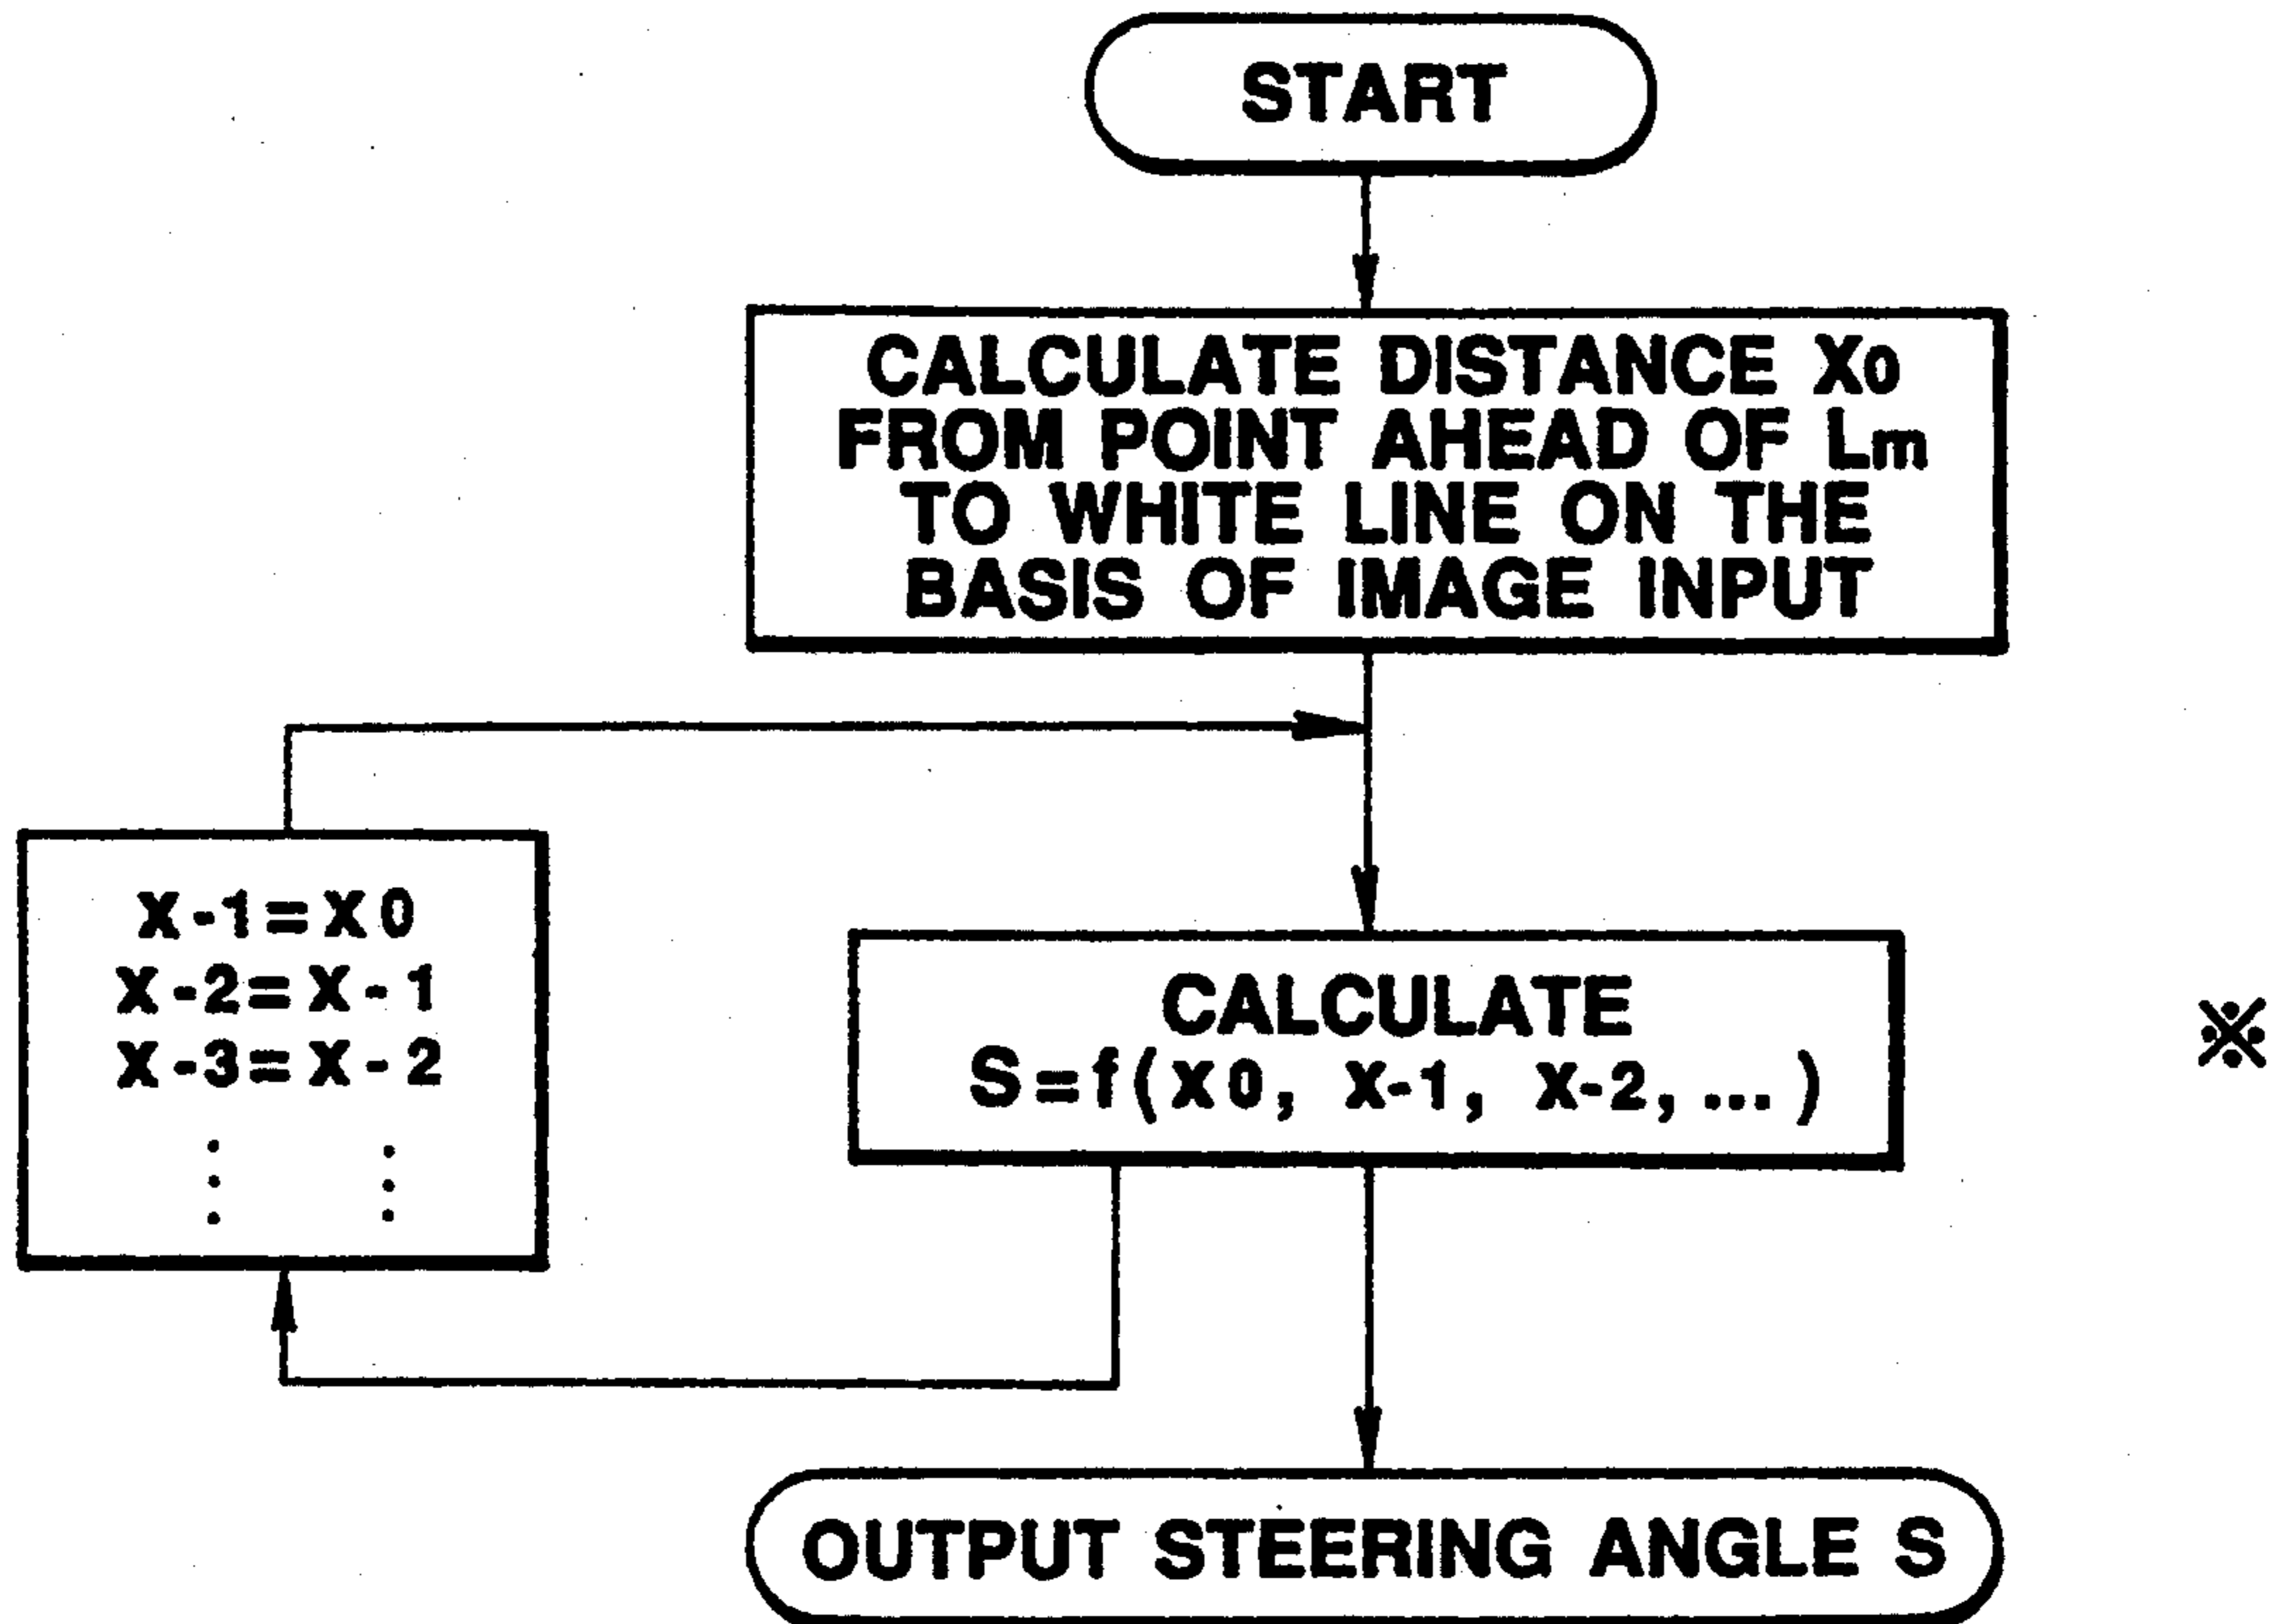 START
CALCULATE DISTANCE X0
FROM POINT AHEAD OF Lm
TO WHITE LINE ON THE
BASIS OF IMAGE INPUT
X-1=X0
X-2=X-1
X-3=X-2
CALCULATE
S=f(X0, X-1, X-2,...)
※
OUTPUT STEERING ANGLE S